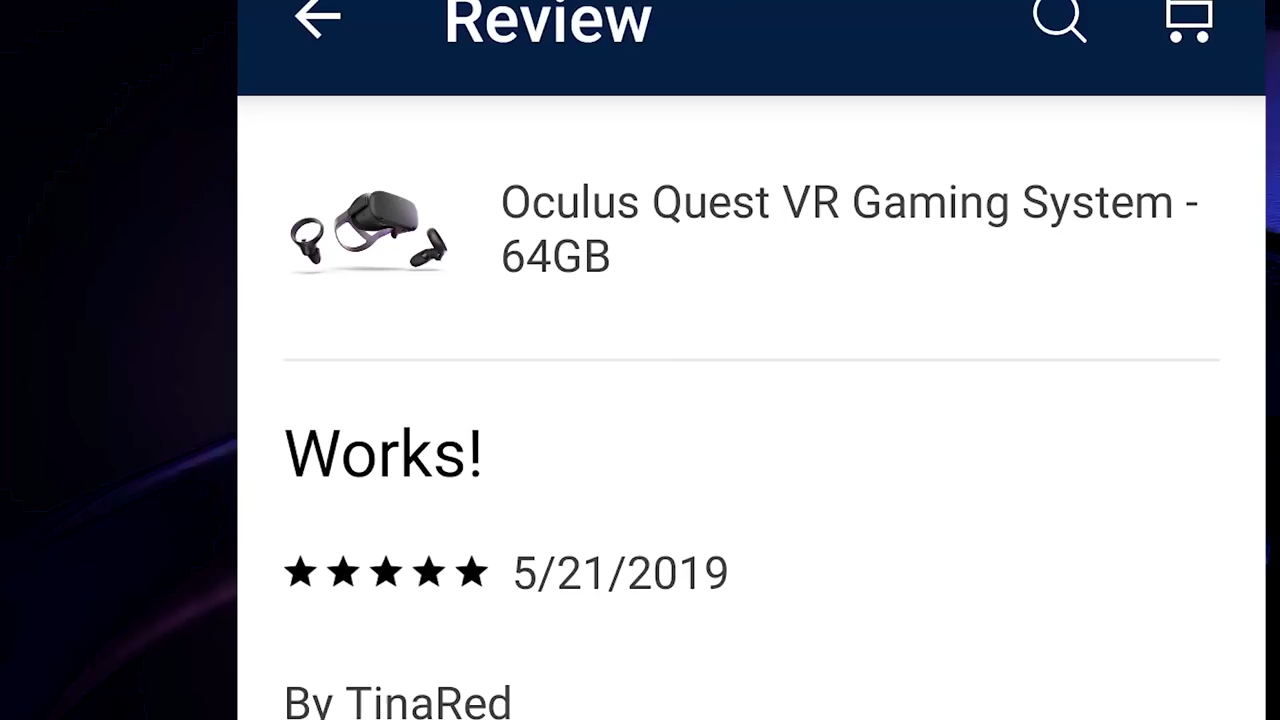 Review
Oculus Quest VR Gaming System -
64GB
Works!
5/21/2019
By TinaRed